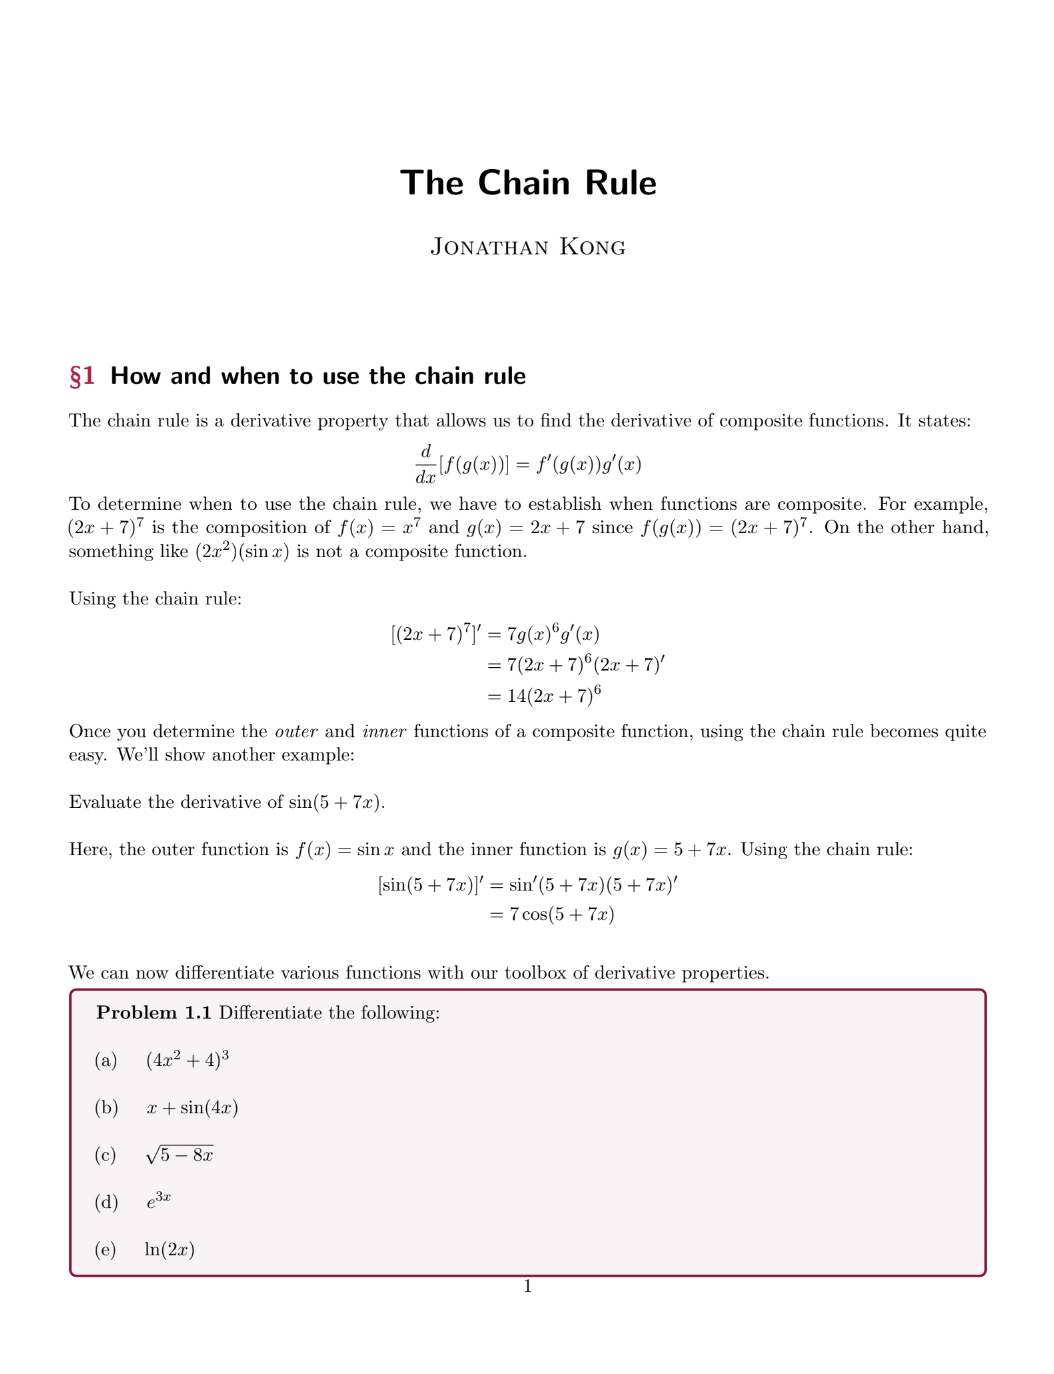 The Chain Rule
Jonathan Kong
§1 How and when to use the chain rule
The chain rule is a derivative property that allows us to find the derivative of composite functions. It states:
d/dx [f(g(x))] = f′(g(x))g′(x)
To determine when to use the chain rule, we have to establish when functions are composite. For example,
(2x + 7)⁷ is the composition of f(x) = x⁷ and g(x) = 2x + 7 since f(g(x)) = (2x + 7)⁷. On the other hand,
something like (2x²)(sin x) is not a composite function.
Using the chain rule:
[(2x + 7)⁷]′ = 7g(x)⁶g′(x)
= 7(2x + 7)⁶(2x + 7)′
= 14(2x + 7)⁶
Once you determine the outer and inner functions of a composite function, using the chain rule becomes quite
easy. We'll show another example:
Evaluate the derivative of sin(5 + 7x).
Here, the outer function is f(x) = sin x and the inner function is g(x) = 5 + 7x. Using the chain rule:
[sin(5 + 7x)]′ = sin′(5 + 7x)(5 + 7x)′
= 7 cos(5 + 7x)
We can now differentiate various functions with our toolbox of derivative properties.
Problem 1.1 Differentiate the following:
(a) (4x² + 4)³
(b) x + sin(4x)
(c) √(5 − 8x)
(d) e³ˣ
(e) ln(2x)
1